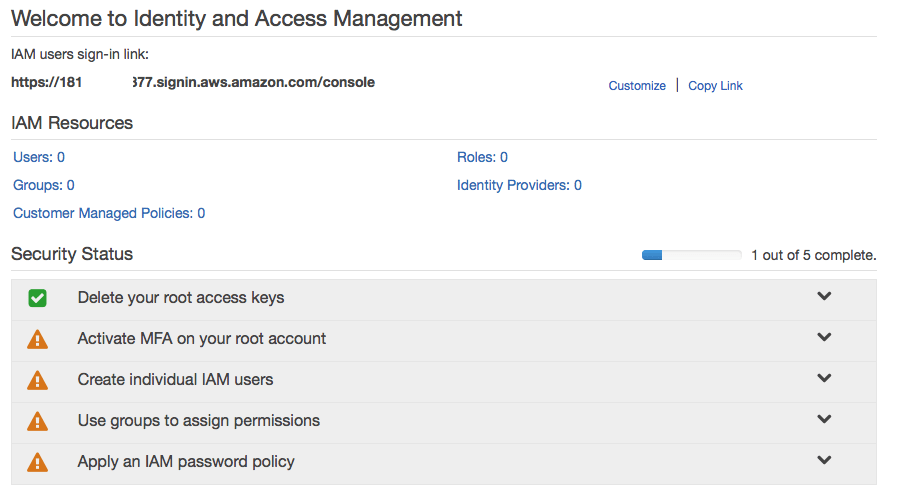 Welcome to Identity and Access Management
IAM users sign-in link:
https://181 377.signin.aws.amazon.com/console
Customize | Copy Link
IAM Resources
Users: 0
Roles: 0
Groups: 0
Identity Providers: 0
Customer Managed Policies: 0
Security Status
1 out of 5 complete.
Delete your root access keys
Activate MFA on your root account
Create individual IAM users
Use groups to assign permissions
Apply an IAM password policy